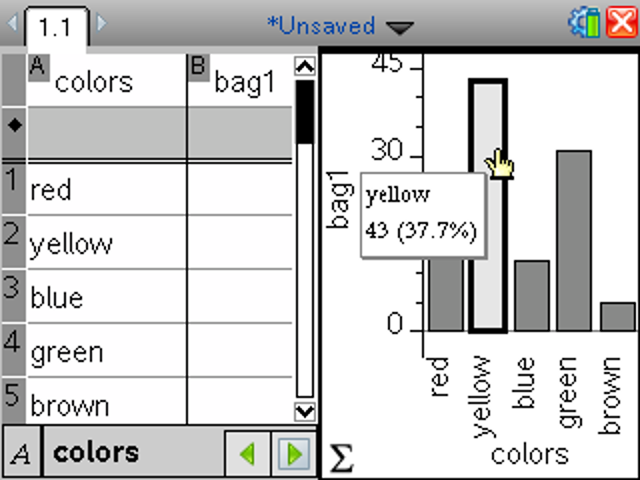 1.1
*Unsaved
A colors
B bag1
1 red
2 yellow
3 blue
4 green
5 brown
A colors
45
30
0
bag1
yellow
43 (37.7%)
red
yellow
blue
green
brown
colors
Σ